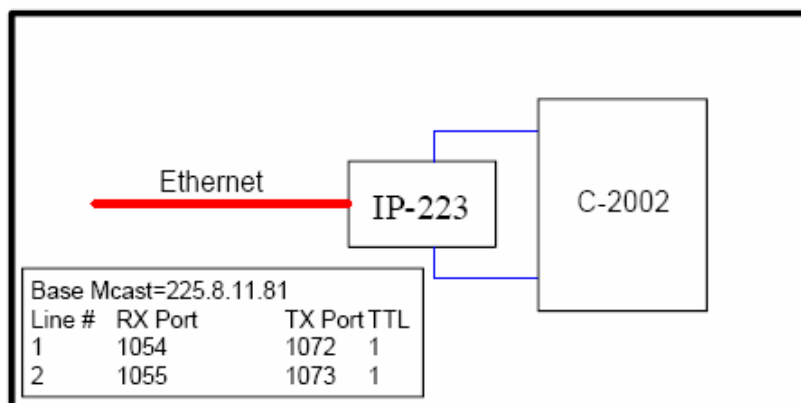 Ethernet
IP-223
C-2002
Base Mcast=225.8.11.81
Line # RX Port TX Port TTL
1 1054 1072 1
2 1055 1073 1